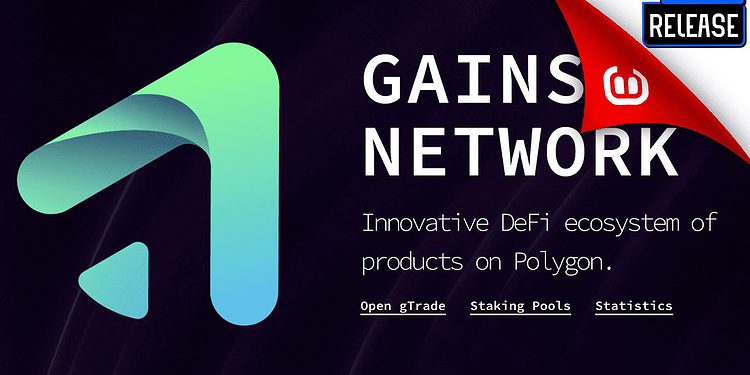 RELEASE
GAINS
NETWORK
Innovative DeFi ecosystem of
products on Polygon.
Open gTrade Staking Pools Statistics